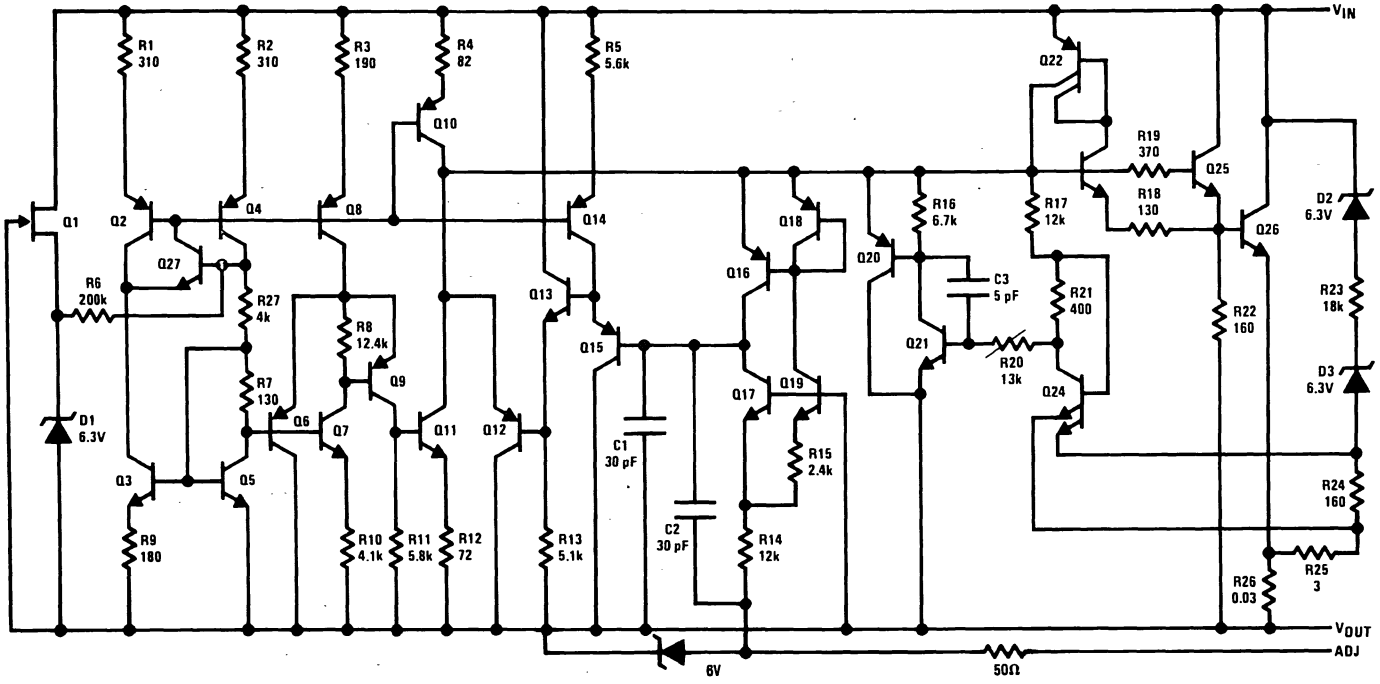 VIN
R1
310
R2
310
R3
190
R4
82
R5
5.6k
Q22
Q10
R19
370
Q25
Q1
Q2
Q4
Q8
Q14
Q18
R16
6.7k
R17
12k
R18
130
Q26
D2
6.3V
Q27
R6
200k
R27
4k
Q13
Q16
Q20
C3
5 pF
R21
400
R23
18k
R22
160
R8
12.4k
Q15
Q21
R20
13k
R7
130
Q9
Q19
Q17
Q24
D3
6.3V
D1
6.3V
Q6
Q7
Q11
Q12
C1
30 pF
R15
2.4k
Q3
Q5
R24
160
C2
30 pF
R9
180
R10
4.1k
R11
5.8k
R12
72
R13
5.1k
R14
12k
R25
3
R26
0.03
VOUT
ADJ
6V
50Ω